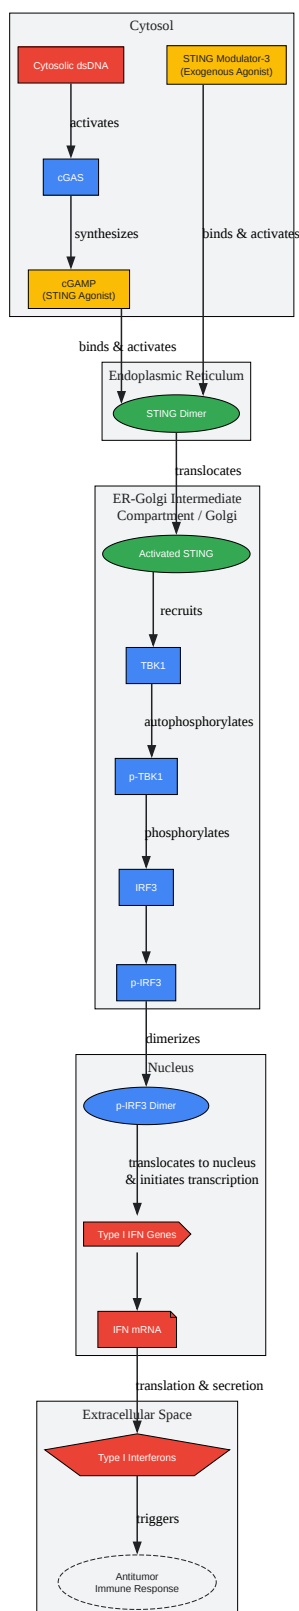 Cytosol
Cytosolic dsDNA
STING Modulator-3
(Exogenous Agonist)
activates
cGAS
synthesizes
binds & activates
cGAMP
(STING Agonist)
binds & activates
Endoplasmic Reticulum
STING Dimer
translocates
ER-Golgi Intermediate
Compartment / Golgi
Activated STING
recruits
TBK1
autophosphorylates
p-TBK1
phosphorylates
IRF3
p-IRF3
dimerizes
Nucleus
p-IRF3 Dimer
translocates to nucleus
& initiates transcription
Type I IFN Genes
IFN mRNA
translation & secretion
Extracellular Space
Type I Interferons
triggers
Antitumor
Immune Response